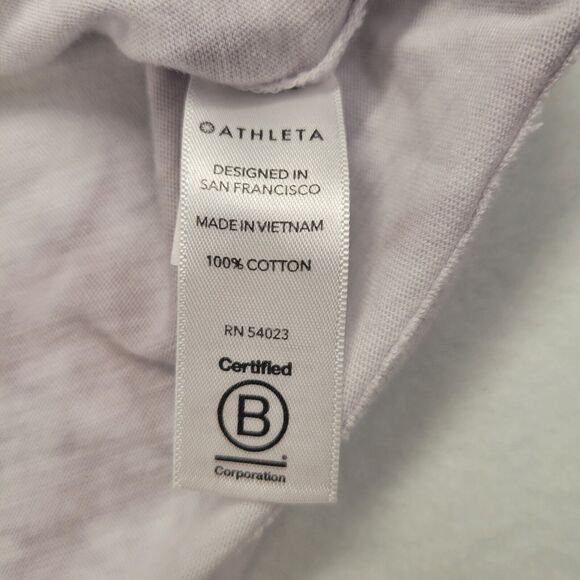 ATHLETA
DESIGNED IN
SAN FRANCISCO
MADE IN VIETNAM
100% COTTON
RN 54023
Certified
B
Corporation